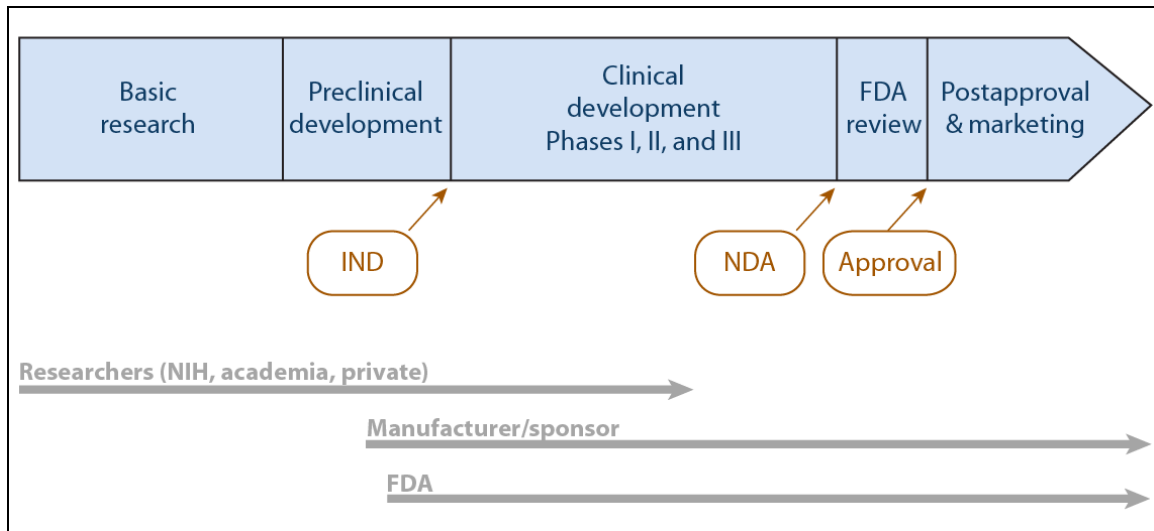 Basic
research
Preclinical
development
Clinical
development
Phases I, II, and III
FDA
review
Postapproval
& marketing
IND
NDA
Approval
Researchers (NIH, academia, private)
Manufacturer/sponsor
FDA